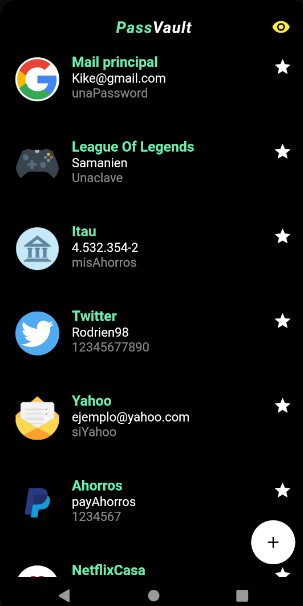 PassVault
Mail principal
Kike@gmail.com
unaPassword
League Of Legends
Samanien
Unaclave
Itau
4.532.354-2
misAhorros
Twitter
Rodrien98
12345677890
Yahoo
ejemplo@yahoo.com
siYahoo
Ahorros
payAhorros
1234567
NetflixCasa